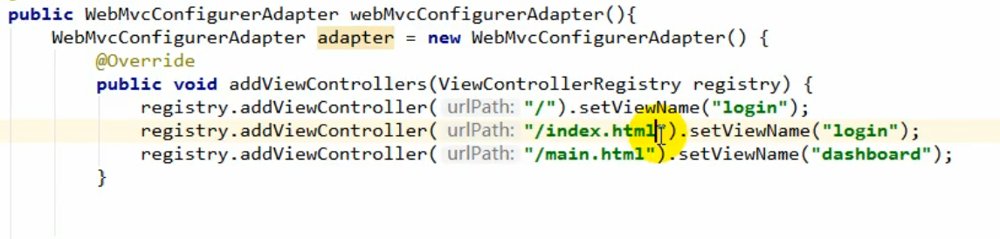 public WebMvcConfigurerAdapter webMvcConfigurerAdapter(){
WebMvcConfigurerAdapter adapter = new WebMvcConfigurerAdapter() {
@Override
public void addViewControllers(ViewControllerRegistry registry) {
registry.addViewController( urlPath: "/").setViewName("login");
registry.addViewController( urlPath: "/index.html").setViewName("login");
registry.addViewController( urlPath: "/main.html").setViewName("dashboard");
}